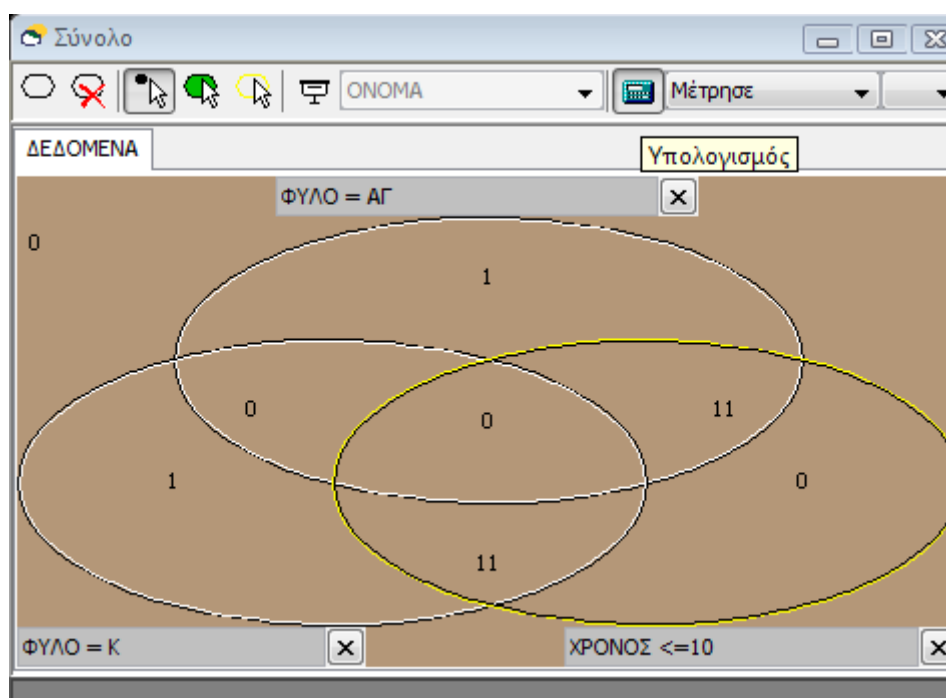 Σύνολο
ΟΝΟΜΑ Μέτρησε
ΔΕΔΟΜΕΝΑ
Υπολογισμός
ΦΥΛΟ = ΑΓ
0
1
0 0 11
1 0
11
ΦΥΛΟ = Κ ΧΡΟΝΟΣ <=10